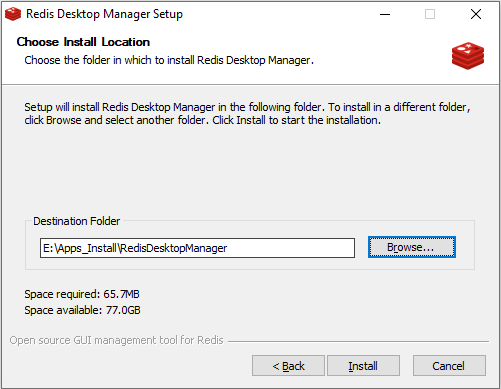 Redis Desktop Manager Setup
Choose Install Location
Choose the folder in which to install Redis Desktop Manager.
Setup will install Redis Desktop Manager in the following folder. To install in a different folder,
click Browse and select another folder. Click Install to start the installation.
Destination Folder
E:\Apps_Install\RedisDesktopManager
Browse...
Space required: 65.7MB
Space available: 77.0GB
Open source GUI management tool for Redis
< Back
Install
Cancel